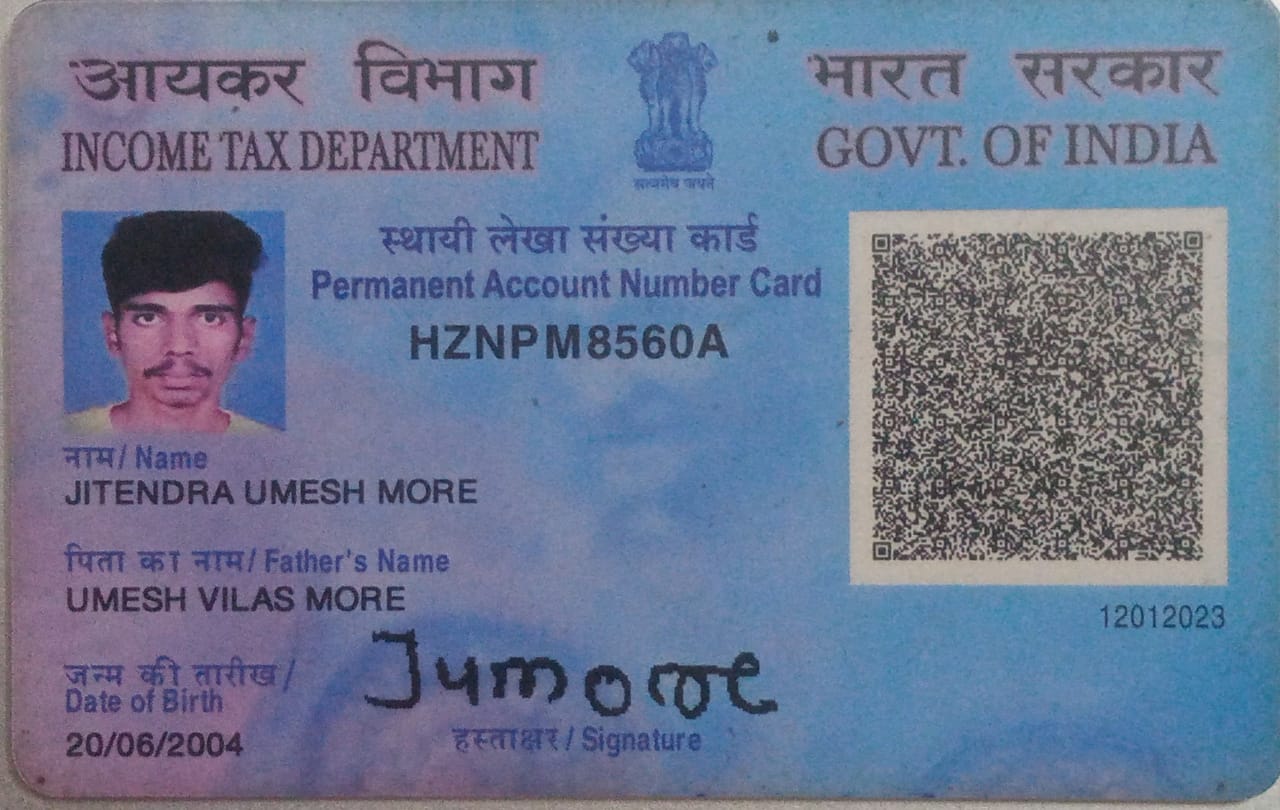 आयकर विभाग
INCOME TAX DEPARTMENT
सत्यमेव जयते
भारत सरकार
GOVT. OF INDIA
स्थायी लेखा संख्या कार्ड
Permanent Account Number Card
HZNPM8560A
नाम / Name
JITENDRA UMESH MORE
पिता का नाम / Father's Name
UMESH VILAS MORE
12012023
जन्म की तारीख /
Date of Birth
20/06/2004
Jumore
हस्ताक्षर / Signature